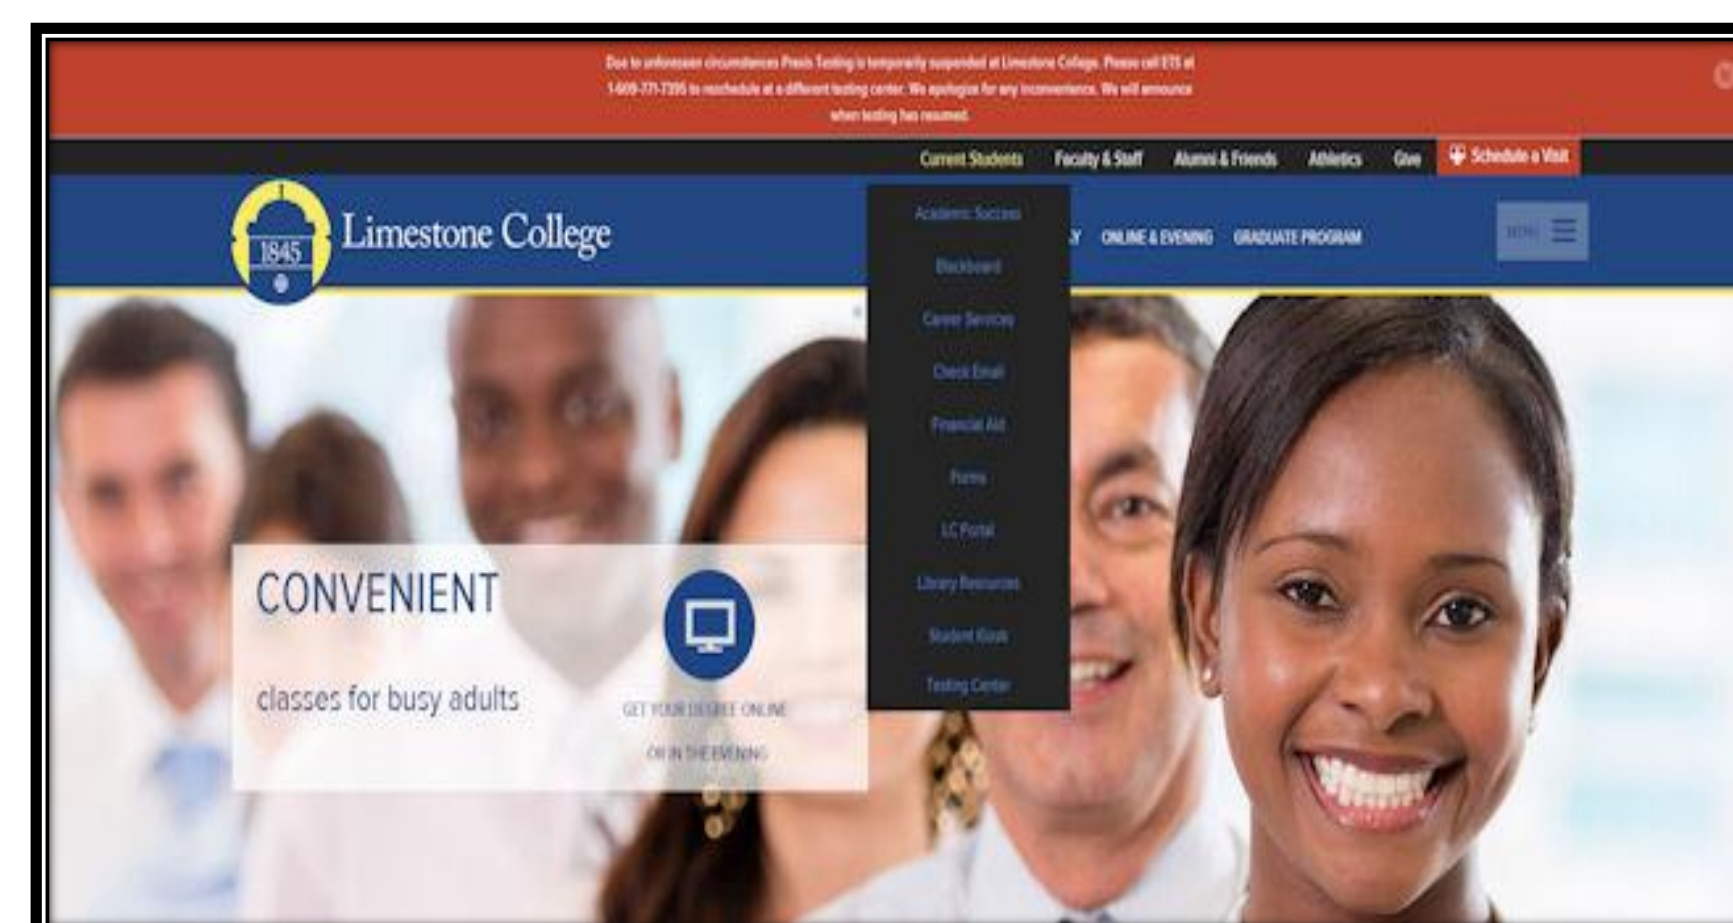 Due to unforeseen circumstances Praxis Testing is temporarily suspended at Limestone College. Please call ETS at
1-609-771-7395 to reschedule at a different testing center. We apologize for any inconvenience. We will announce
when testing has resumed.
Current Students Faculty & Staff Alumni & Friends Athletics Give Schedule a Visit
1845
Limestone College
Y ONLINE & EVENING GRADUATE PROGRAM
MENU
Academic Success
Blackboard
Career Services
Check Email
Financial Aid
Forms
LC Portal
Library Resources
Student Kiosk
Testing Center
CONVENIENT
classes for busy adults
GET YOUR DEGREE ONLINE
OR IN THE EVENING